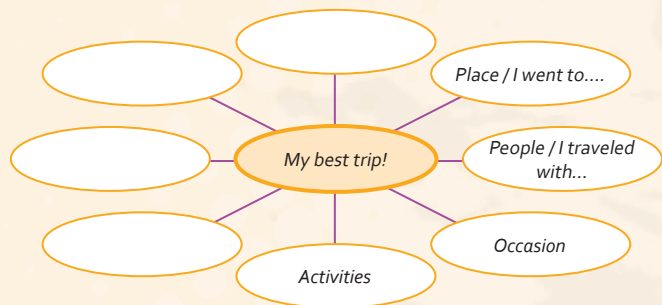 Place / I went to....
My best trip!
People / I traveled
with...
Occasion
Activities